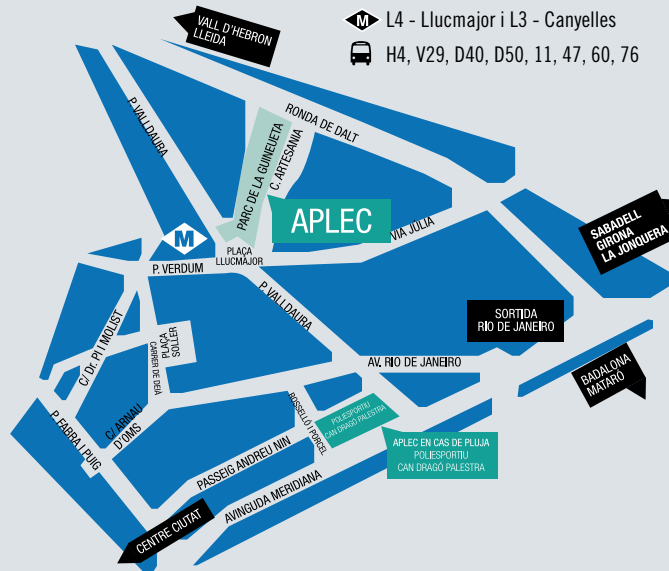 M L4 - Llucmajor i L3 - Canyelles
H4, V29, D40, D50, 11, 47, 60, 76
VALL D'HEBRON
LLEIDA
P. VALLDAURA
RONDA DE DALT
PARC DE LA GUINEUETA
C. ARTESANIA
APLEC
VIA JÚLIA
SABADELL
GIRONA
LA JONQUERA
M
PLAÇA
LLUCMAJOR
P. VERDUM
P. VALLDAURA
SORTIDA
RIO DE JANEIRO
C/ Dr. PI I MOLIST
PLAÇA
SOLLER
CARRER DE DEIÀ
AV. RIO DE JANEIRO
BADALONA
MATARÓ
P. FABRA I PUIG
C/ ARNAU
D'OMS
ROSSELLÓ I PORCEL
POLIESPORTIU
CAN DRAGÓ PALESTRA
PASSEIG ANDREU NIN
APLEC EN CAS DE PLUJA
POLIESPORTIU
CAN DRAGÓ PALESTRA
AVINGUDA MERIDIANA
CENTRE CIUTAT